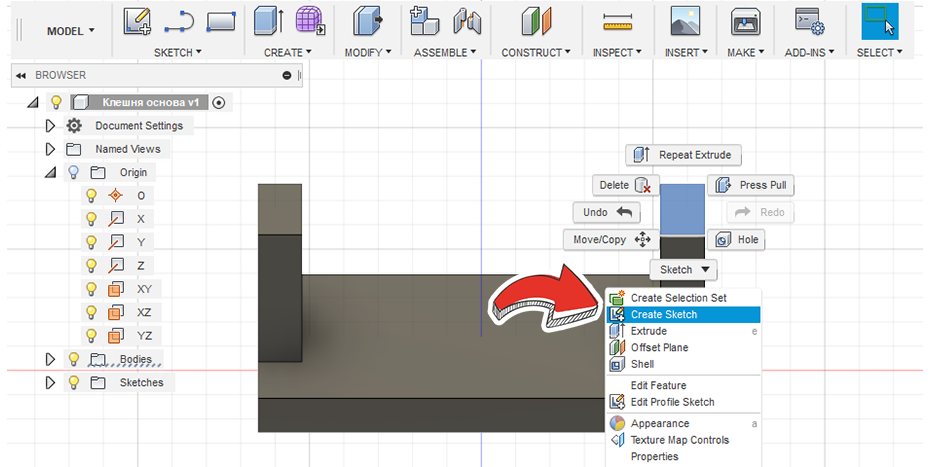 MODEL
SKETCH
CREATE
MODIFY
ASSEMBLE
CONSTRUCT
INSPECT
INSERT
MAKE
ADD-INS
SELECT
BROWSER
Клешня основа v1
Document Settings
Named Views
Origin
O
X
Y
Z
XY
XZ
YZ
Bodies
Sketches
Repeat Extrude
Delete
Press Pull
Undo
Redo
Move/Copy
Hole
Sketch
Create Selection Set
Create Sketch
Extrude e
Offset Plane
Shell
Edit Feature
Edit Profile Sketch
Appearance a
Texture Map Controls
Properties